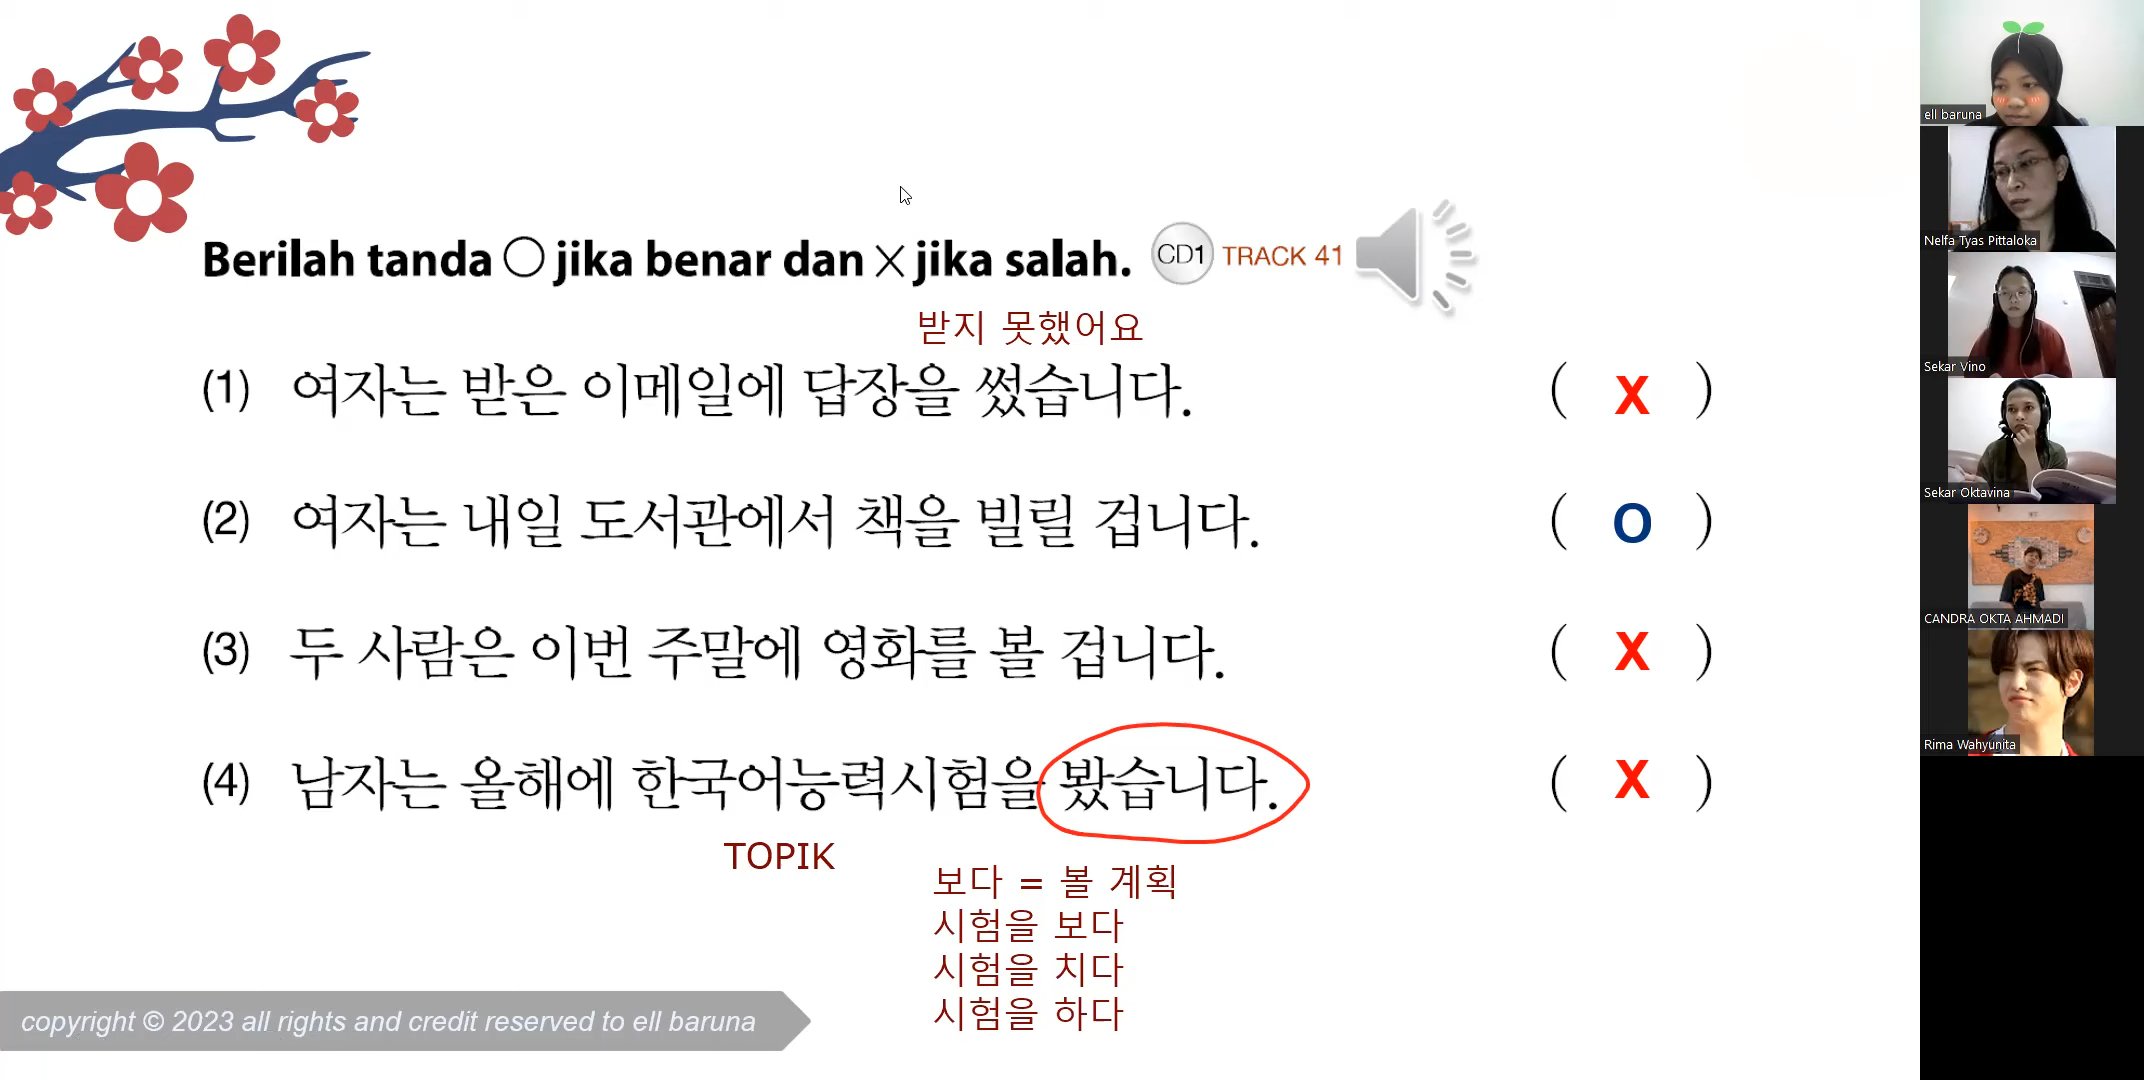 Berilah tanda ○ jika benar dan × jika salah. CD1 TRACK 41
받지 못했어요
(1) 여자는 받은 이메일에 답장을 썼습니다. ( X )
(2) 여자는 내일 도서관에서 책을 빌릴 겁니다. ( O )
(3) 두 사람은 이번 주말에 영화를 볼 겁니다. ( X )
(4) 남자는 올해에 한국어능력시험을 봤습니다. ( X )
TOPIK
보다 = 볼 계획
시험을 보다
시험을 치다
시험을 하다
copyright © 2023 all rights and credit reserved to ell baruna
ell baruna
Nelfa Tyas Pittaloka
Sekar Vino
Sekar Oktavina
CANDRA OKTA AHMADI
Rima Wahyunita